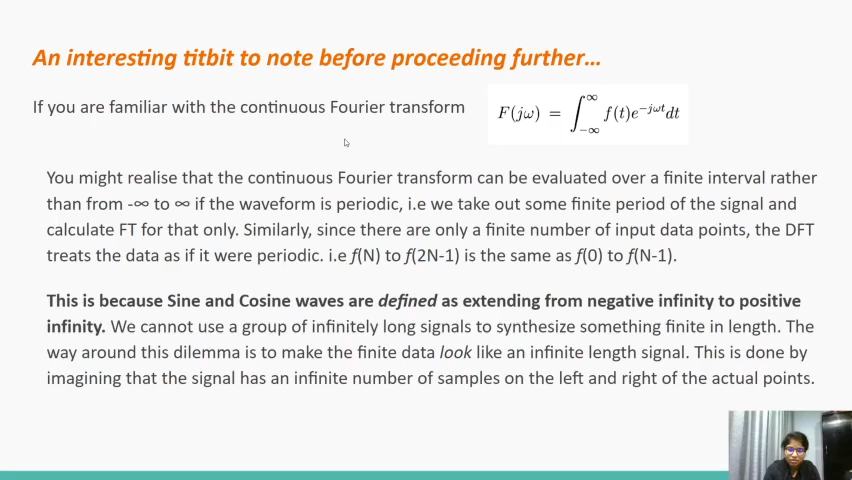 An interesting titbit to note before proceeding further…
If you are familiar with the continuous Fourier transform
F(jω) = ∫_{-∞}^{∞} f(t)e^{-jωt}dt
You might realise that the continuous Fourier transform can be evaluated over a finite interval rather
than from -∞ to ∞ if the waveform is periodic, i.e we take out some finite period of the signal and
calculate FT for that only. Similarly, since there are only a finite number of input data points, the DFT
treats the data as if it were periodic. i.e f(N) to f(2N-1) is the same as f(0) to f(N-1).
This is because Sine and Cosine waves are defined as extending from negative infinity to positive
infinity. We cannot use a group of infinitely long signals to synthesize something finite in length. The
way around this dilemma is to make the finite data look like an infinite length signal. This is done by
imagining that the signal has an infinite number of samples on the left and right of the actual points.